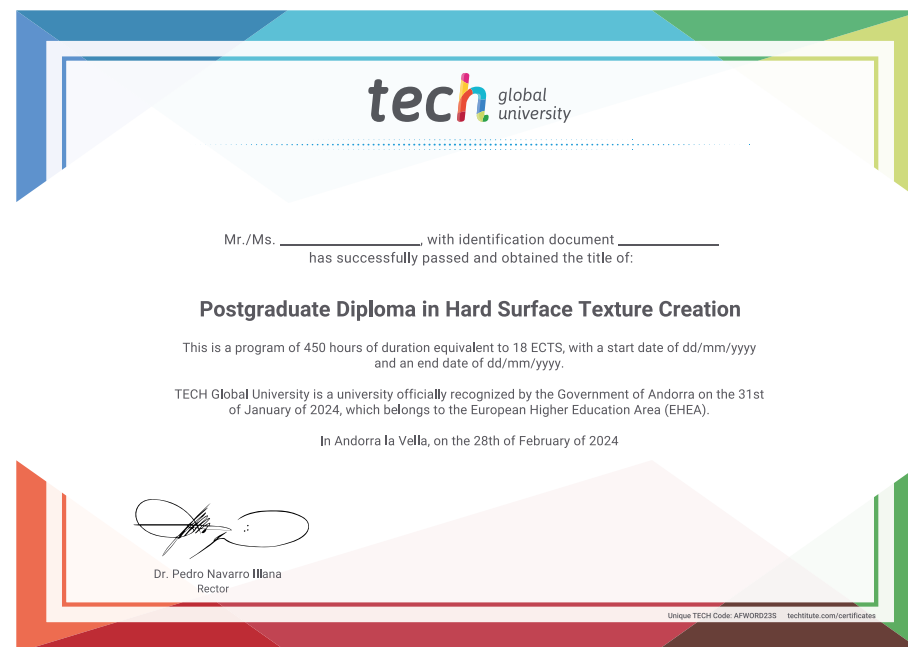 tech global
university
Mr./Ms. ______________, with identification document ____________
has successfully passed and obtained the title of:
Postgraduate Diploma in Hard Surface Texture Creation
This is a program of 450 hours of duration equivalent to 18 ECTS, with a start date of dd/mm/yyyy
and an end date of dd/mm/yyyy.
TECH Global University is a university officially recognized by the Government of Andorra on the 31st
of January of 2024, which belongs to the European Higher Education Area (EHEA).
In Andorra la Vella, on the 28th of February of 2024
Dr. Pedro Navarro Illana
Rector
Unique TECH Code: AFWORD23S techtitute.com/certificates